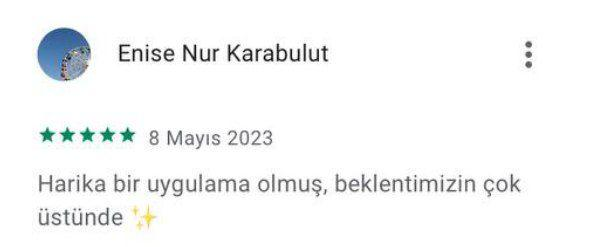 Enise Nur Karabulut
8 Mayıs 2023
Harika bir uygulama olmuş, beklentimizin çok
üstünde ✨